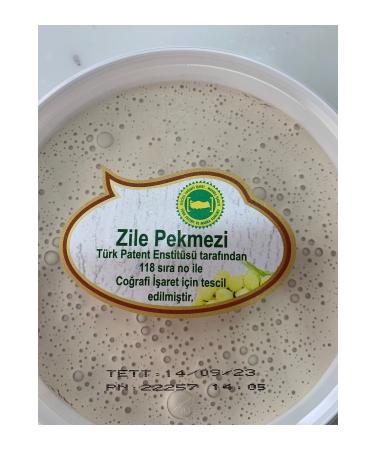 Zile Pekmezi
Türk Patent Enstitüsü tarafından
118 sıra no ile
Coğrafi İşaret için tescil
edilmiştir.
TETT:14/09/23
PN:22257 14:05